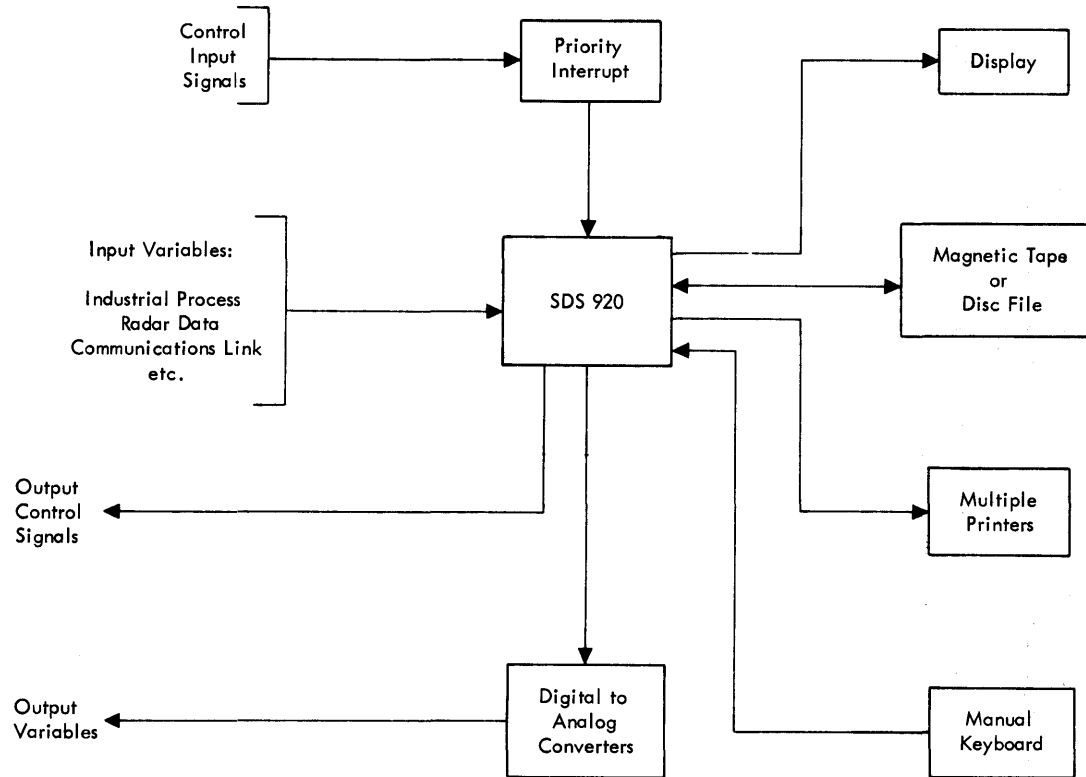 Control
Input
Signals
Priority
Interrupt
Display
Input Variables:
Industrial Process
Radar Data
Communications Link
etc.
SDS 920
Magnetic Tape
or
Disc File
Output
Control
Signals
Multiple
Printers
Output
Variables
Digital to
Analog
Converters
Manual
Keyboard